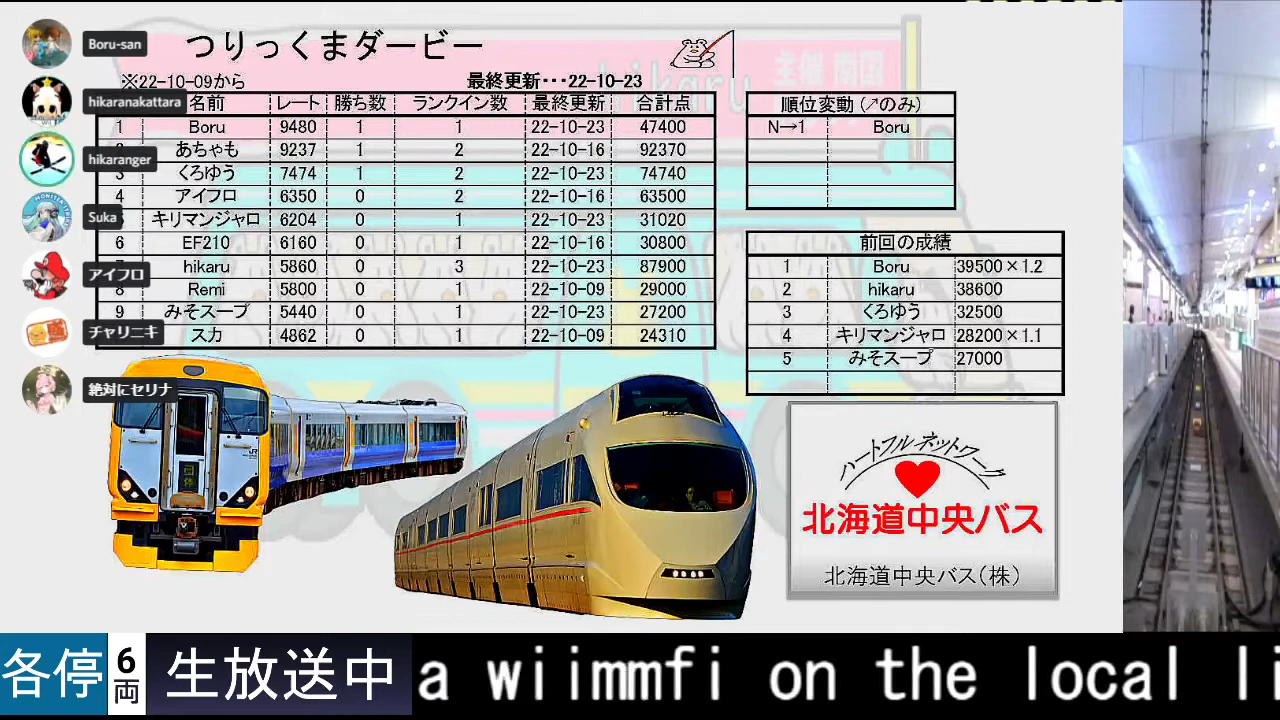 つりっくまダービー
※22-10-09から
最終更新・・・22-10-23
Boru-san
hikaranakattara
hikaranger
Suka
アイフロ
チャリニキ
絶対にセリナ
名前 レート 勝ち数 ランクイン数 最終更新 合計点
1 Boru 9480 1 1 22-10-23 47400
あちゃも 9237 1 2 22-10-16 92370
3 くろゆう 7474 1 2 22-10-23 74740
4 アイフロ 6350 0 2 22-10-16 63500
キリマンジャロ 6204 0 1 22-10-23 31020
6 EF210 6160 0 1 22-10-16 30800
hikaru 5860 0 3 22-10-23 87900
8 Remi 5800 0 1 22-10-09 29000
9 みそスープ 5440 0 1 22-10-23 27200
スカ 4862 0 1 22-10-09 24310
順位変動(↗のみ)
N→1 Boru
前回の成績
1 Boru 39500×1.2
2 hikaru 38600
3 くろゆう 32500
4 キリマンジャロ 28200×1.1
5 みそスープ 27000
hikaru
主催 南国
団体
JR
ハートフルネットワーク
北海道中央バス
北海道中央バス(株)
各停
6両
生放送中
a wiimmfi on the local li